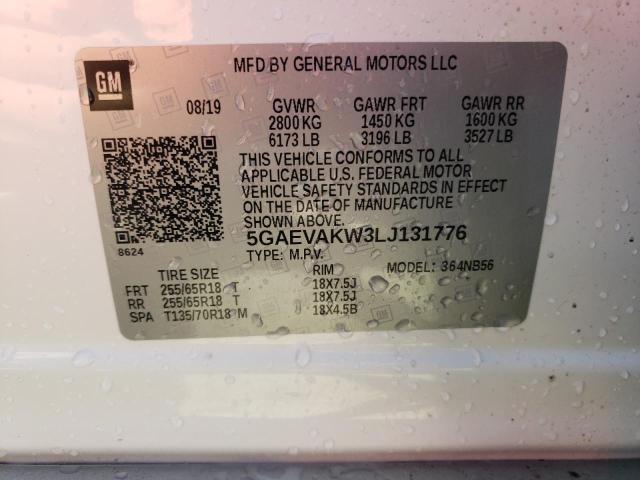 GM
MFD BY GENERAL MOTORS LLC
08/19 GVWR GAWR FRT GAWR RR
2800 KG 1450 KG 1600 KG
6173 LB 3196 LB 3527 LB
THIS VEHICLE CONFORMS TO ALL
APPLICABLE U.S. FEDERAL MOTOR
VEHICLE SAFETY STANDARDS IN EFFECT
ON THE DATE OF MANUFACTURE
SHOWN ABOVE.
8624
5GAEVAKW3LJ131776
TYPE: M.P.V. MODEL: 364NB56
TIRE SIZE RIM
FRT 255/65R18 T 18X7.5J
RR 255/65R18 T 18X7.5J
SPA T135/70R18 M 18X4.5B